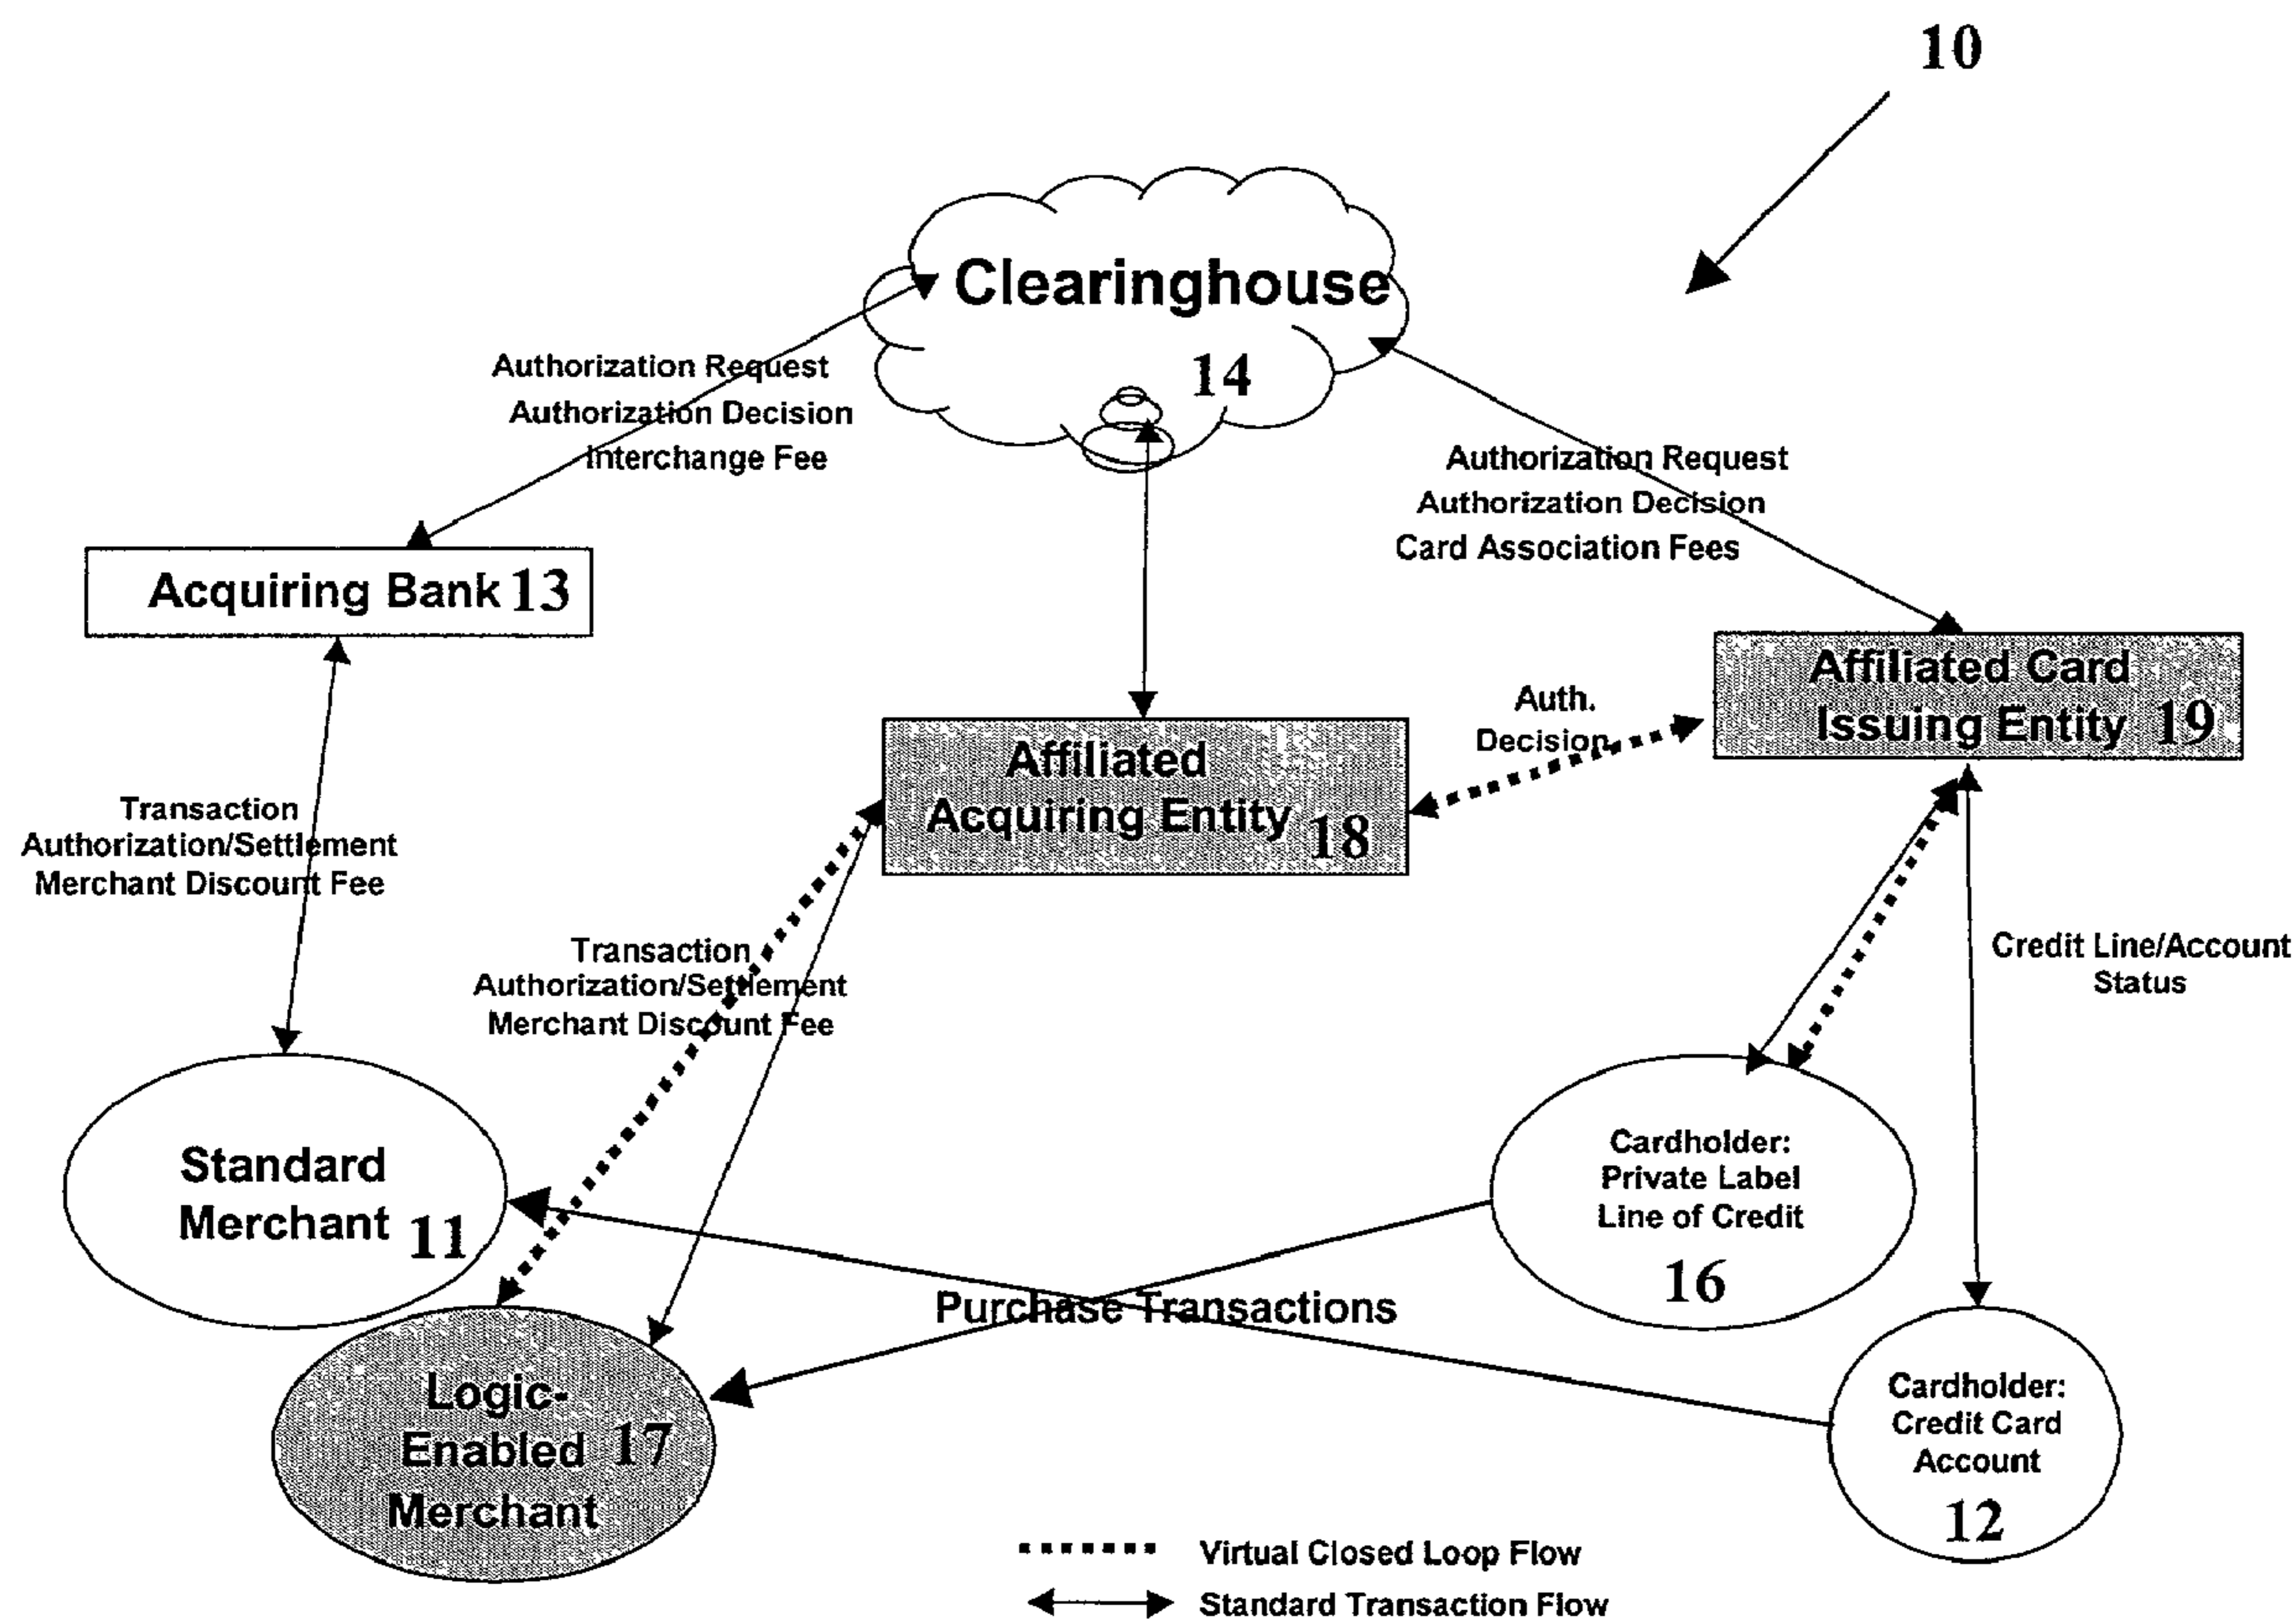 10
Clearinghouse
14
Authorization Request
Authorization Decision
Interchange Fee
Authorization Request
Authorization Decision
Card Association Fees
Acquiring Bank 13
Affiliated Card
Issuing Entity 19
Auth.
Decision
Affiliated
Acquiring Entity 18
Transaction
Authorization/Settlement
Merchant Discount Fee
Transaction
Authorization/Settlement
Merchant Discount Fee
Credit Line/Account
Status
Standard
Merchant 11
Cardholder:
Private Label
Line of Credit
16
Purchase Transactions
Logic-
Enabled 17
Merchant
Cardholder:
Credit Card
Account
12
Virtual Closed Loop Flow
Standard Transaction Flow